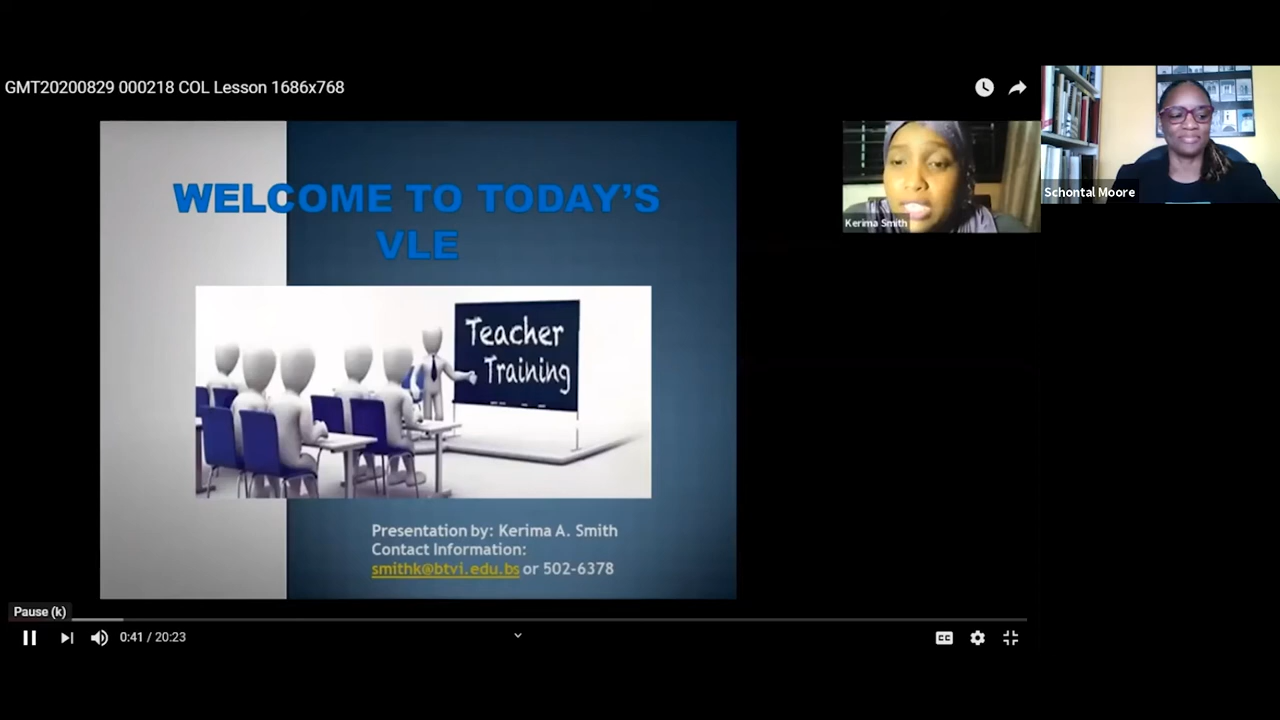 GMT20200829 000218 COL Lesson 1686x768
WELCOME TO TODAY'S
VLE
Teacher
Training
Presentation by: Kerima A. Smith
Contact Information:
smithk@btvi.edu.bs or 502-6378
Kerima Smith
Schontal Moore
Pause (k)
0:41 / 20:23
CC